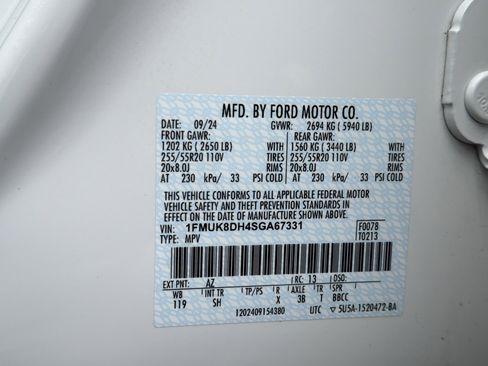 MFD. BY FORD MOTOR CO.
DATE: 09/24 GVWR: 2694 KG ( 5940 LB)
FRONT GAWR: REAR GAWR:
1202 KG ( 2650 LB) WITH 1560 KG ( 3440 LB) WITH
255/55R20 110V TIRES 255/55R20 110V TIRES
20x8.0J RIMS 20x8.0J RIMS
AT 230 kPa/ 33 PSI COLD AT 230 kPa/ 33 PSI COLD
THIS VEHICLE CONFORMS TO ALL APPLICABLE FEDERAL MOTOR
VEHICLE SAFETY AND THEFT PREVENTION STANDARDS IN
EFFECT ON THE DATE OF MANUFACTURE SHOWN ABOVE.
VIN: 1FMUK8DH4SGA67331 F0078
TYPE: MPV T0213
EXT PNT: AZ RC: 13 DSO:
WB INT TR TP/PS R AXLE TR SPR
119 SH X 3B T BBCC
1202409154380 UTC ▽5U5A-1520472-BA